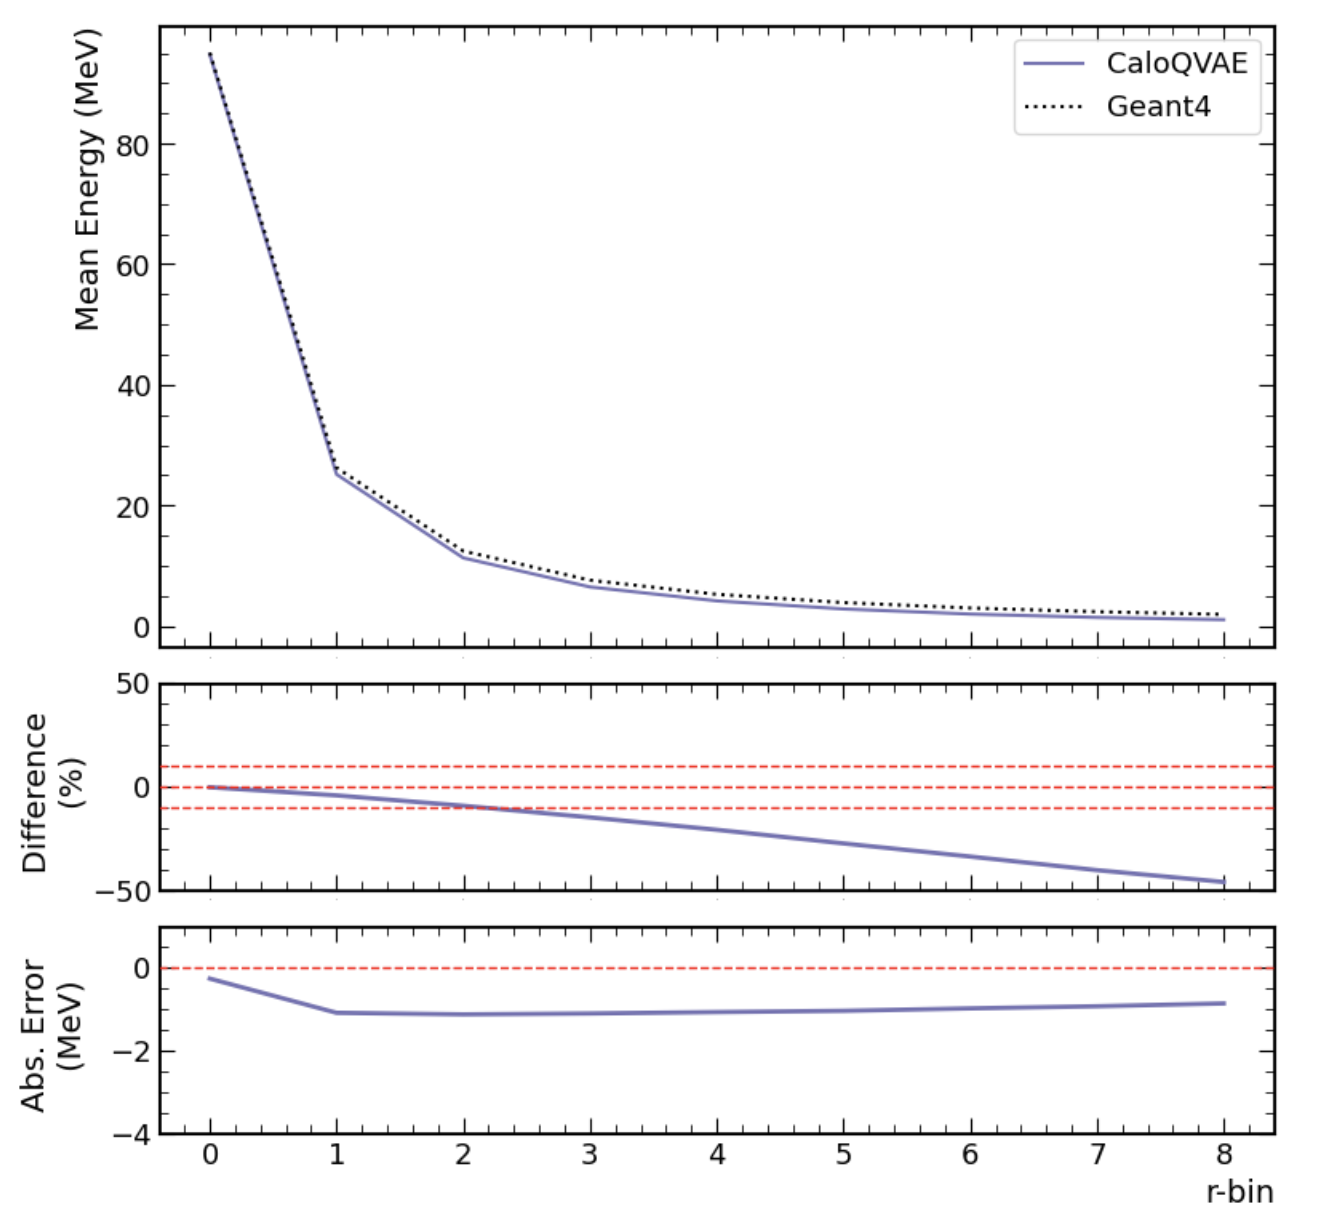 Mean Energy (MeV)
80
60
40
20
0
CaloQVAE
Geant4
Difference
(%)
50
0
−50
Abs. Error
(MeV)
0
−2
−4
0 1 2 3 4 5 6 7 8
r-bin